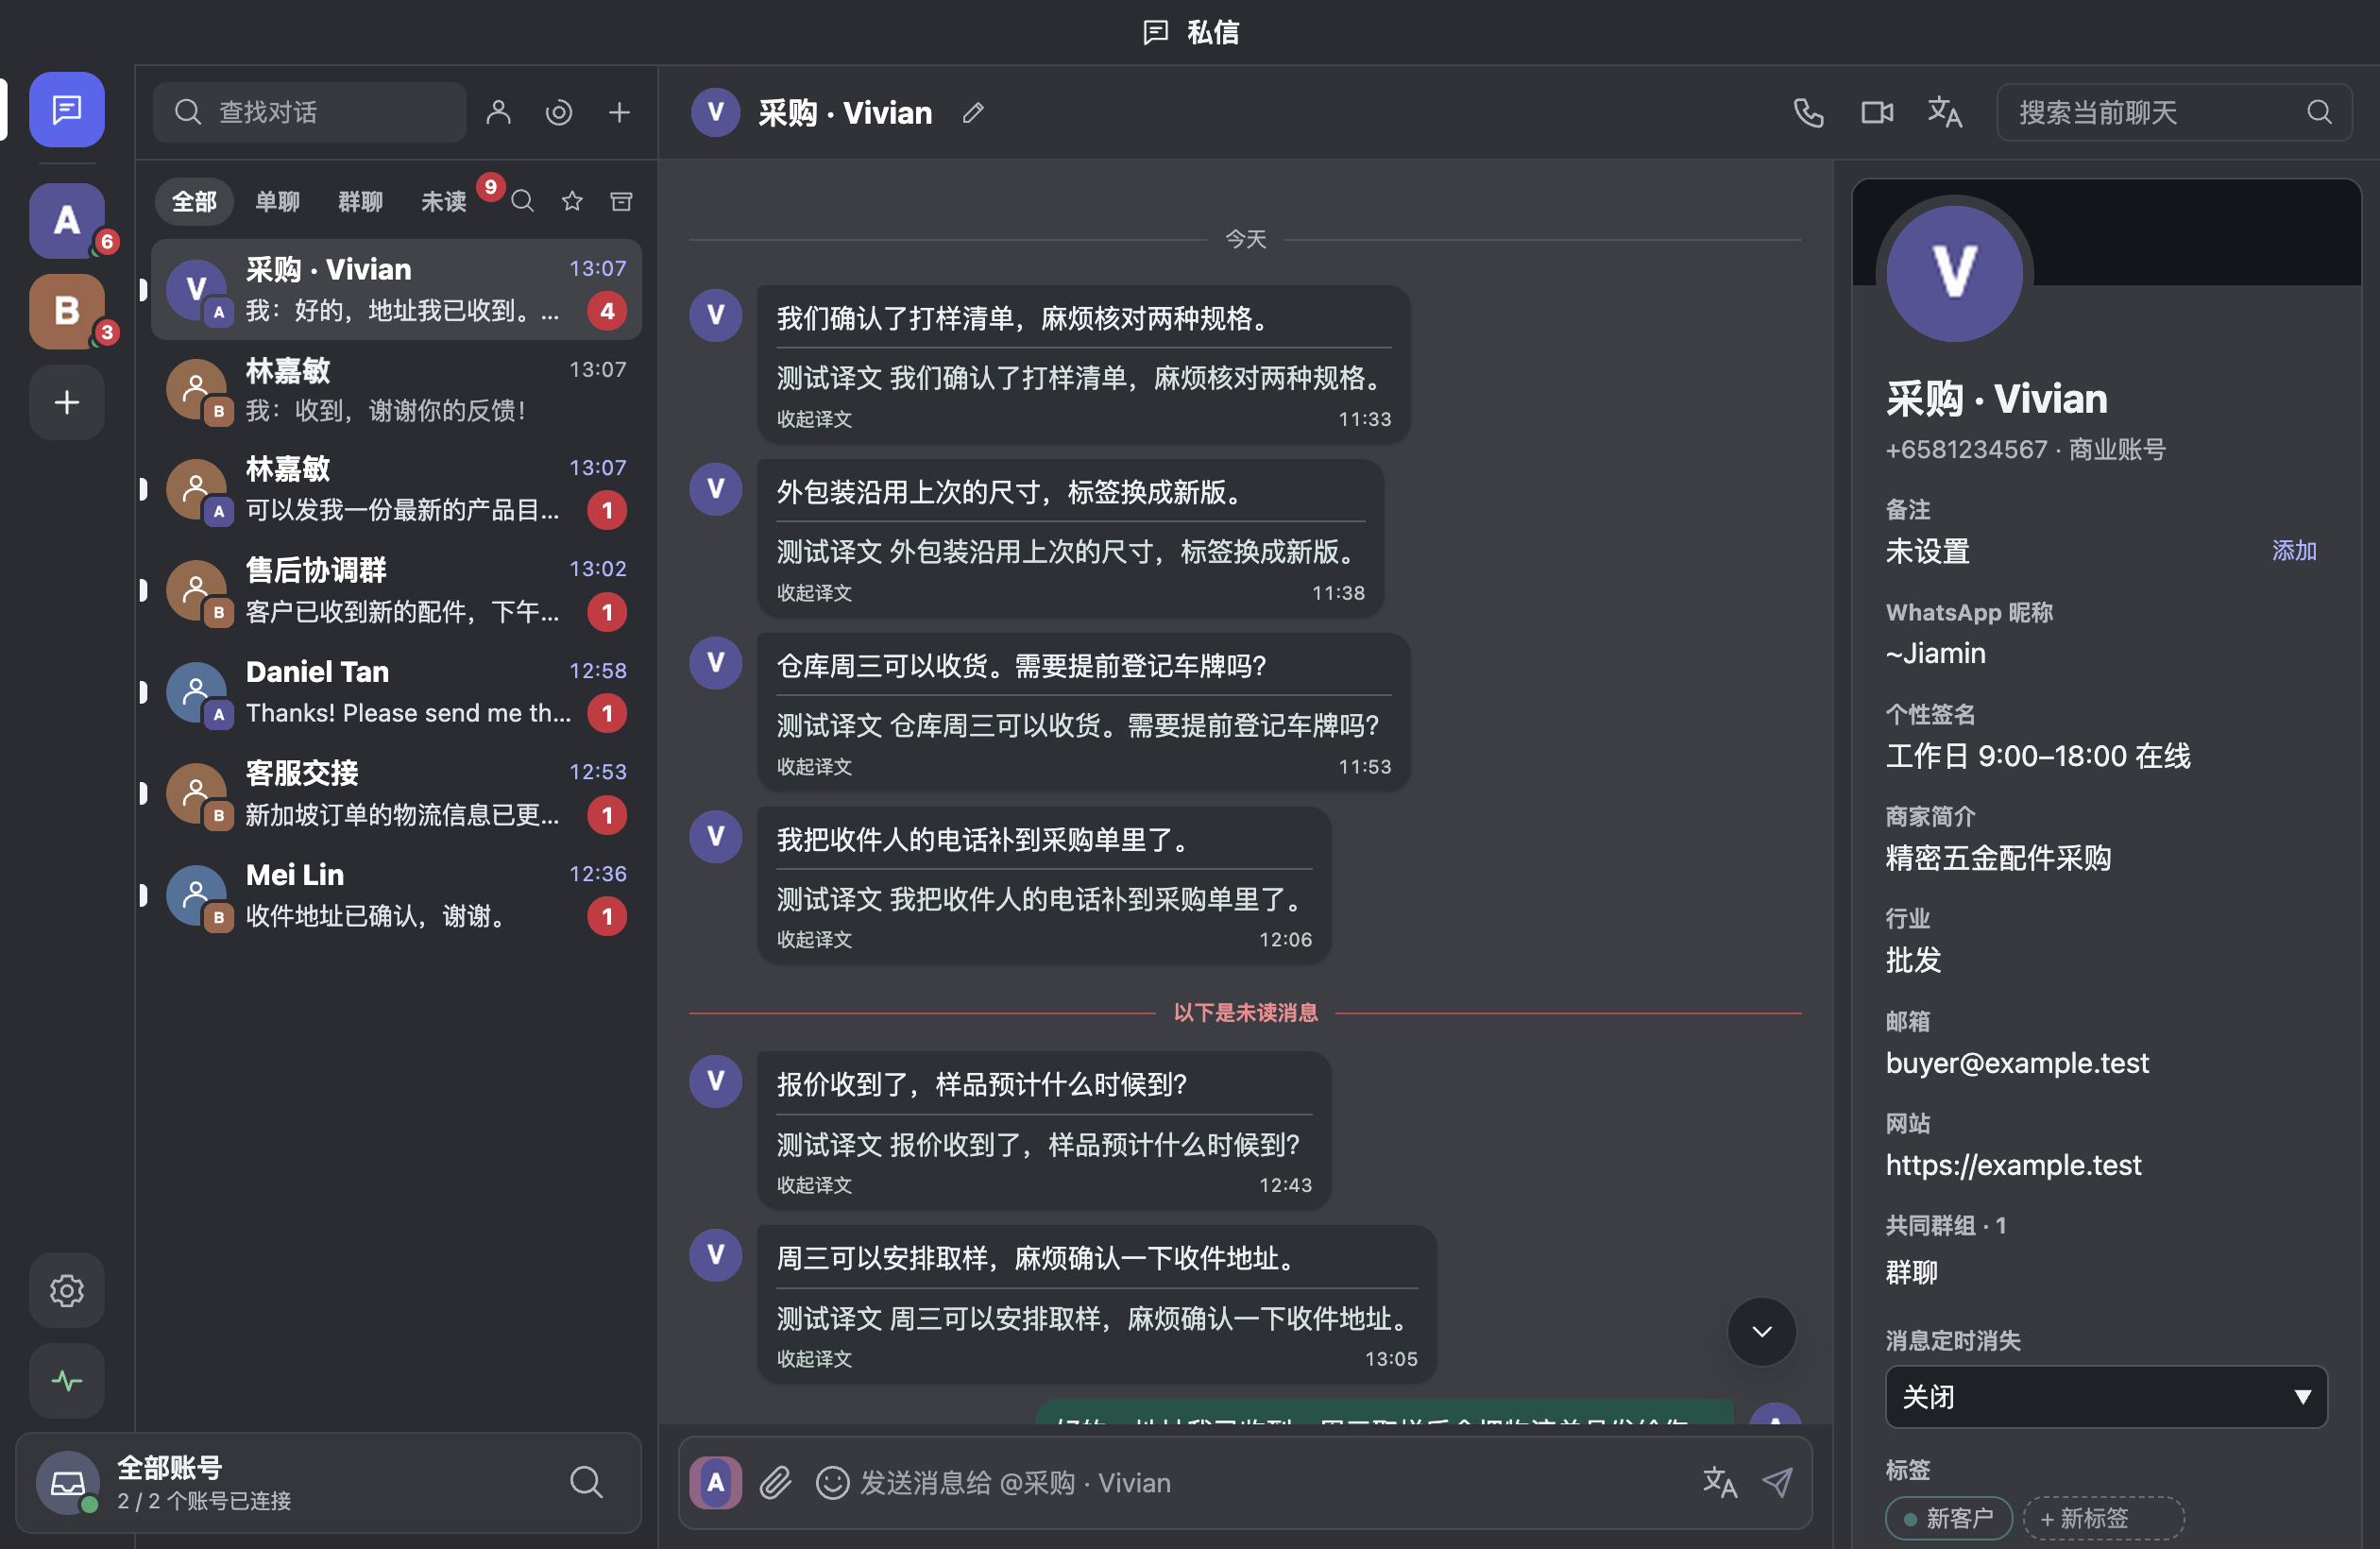 私信
A
6
B
3
查找对话
全部 单聊 群聊 未读 9
V
A
采购 · Vivian 13:07
我：好的，地址我已收到。... 4
B
林嘉敏 13:07
我：收到，谢谢你的反馈！
A
林嘉敏 13:07
可以发我一份最新的产品目... 1
B
售后协调群 13:02
客户已收到新的配件，下午... 1
A
Daniel Tan 12:58
Thanks! Please send me th... 1
B
客服交接 12:53
新加坡订单的物流信息已更... 1
B
Mei Lin 12:36
收件地址已确认，谢谢。 1
全部账号
2 / 2 个账号已连接
V 采购 · Vivian
搜索当前聊天
今天
V
我们确认了打样清单，麻烦核对两种规格。
测试译文 我们确认了打样清单，麻烦核对两种规格。
收起译文 11:33
V
外包装沿用上次的尺寸，标签换成新版。
测试译文 外包装沿用上次的尺寸，标签换成新版。
收起译文 11:38
V
仓库周三可以收货。需要提前登记车牌吗？
测试译文 仓库周三可以收货。需要提前登记车牌吗？
收起译文 11:53
V
我把收件人的电话补到采购单里了。
测试译文 我把收件人的电话补到采购单里了。
收起译文 12:06
以下是未读消息
V
报价收到了，样品预计什么时候到？
测试译文 报价收到了，样品预计什么时候到？
收起译文 12:43
V
周三可以安排取样，麻烦确认一下收件地址。
测试译文 周三可以安排取样，麻烦确认一下收件地址。
收起译文 13:05
A
发送消息给 @采购 · Vivian
V
采购 · Vivian
+6581234567 · 商业账号
备注
未设置 添加
WhatsApp 昵称
~Jiamin
个性签名
工作日 9:00–18:00 在线
商家简介
精密五金配件采购
行业
批发
邮箱
buyer@example.test
网站
https://example.test
共同群组 · 1
群聊
消息定时消失
关闭
标签
新客户 + 新标签